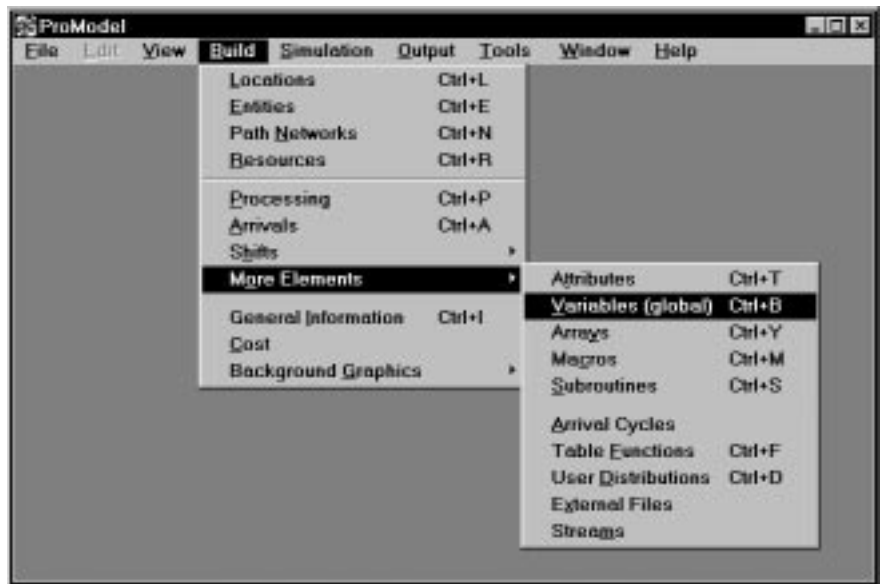 ProModel
File Edit View Build Simulation Output Tools Window Help
Locations Ctrl+L
Entities Ctrl+E
Path Networks Ctrl+N
Resources Ctrl+R
Processing Ctrl+P
Arrivals Ctrl+A
Shifts
More Elements
General Information Ctrl+I
Cost
Background Graphics
Attributes Ctrl+T
Variables (global) Ctrl+B
Arrays Ctrl+Y
Macros Ctrl+M
Subroutines Ctrl+S
Arrival Cycles
Table Functions Ctrl+F
User Distributions Ctrl+D
External Files
Streams